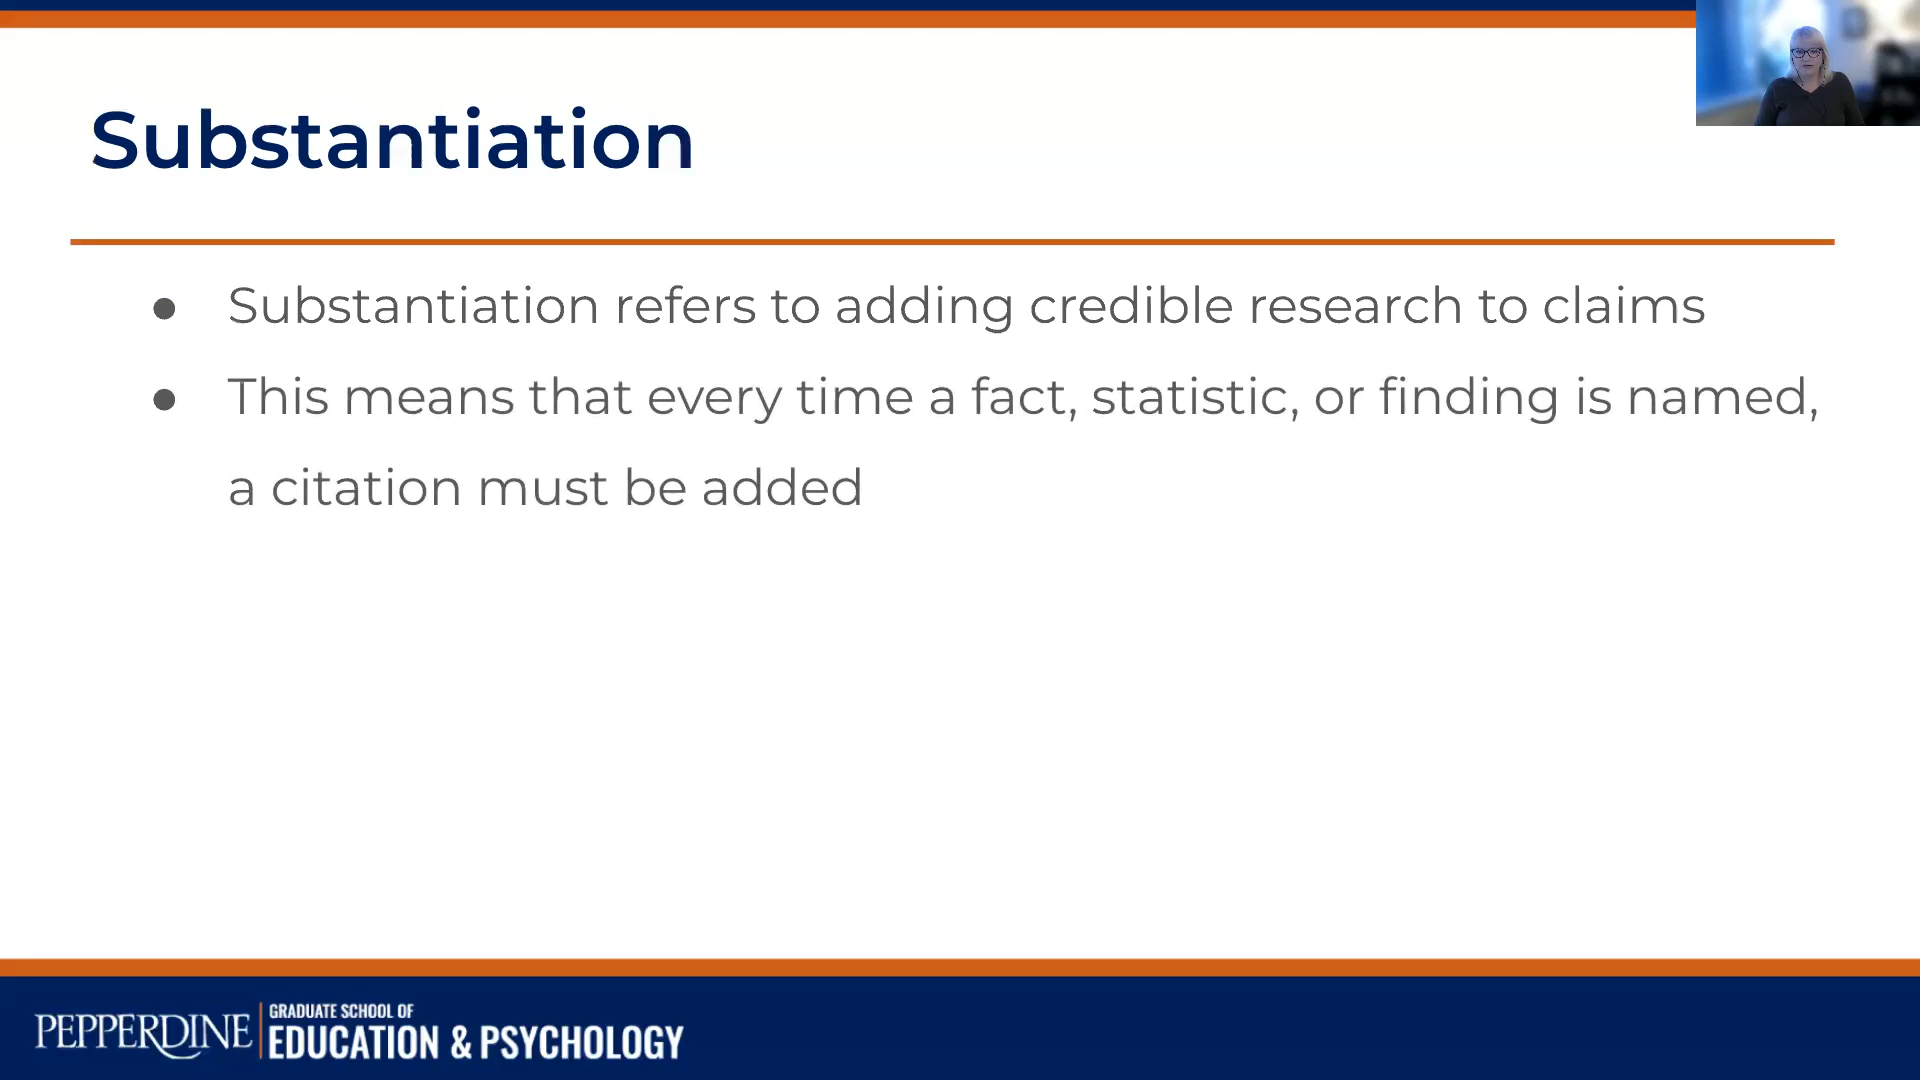 Substantiation
● Substantiation refers to adding credible research to claims
● This means that every time a fact, statistic, or finding is named,
a citation must be added
PEPPERDINE
GRADUATE SCHOOL OF
EDUCATION & PSYCHOLOGY